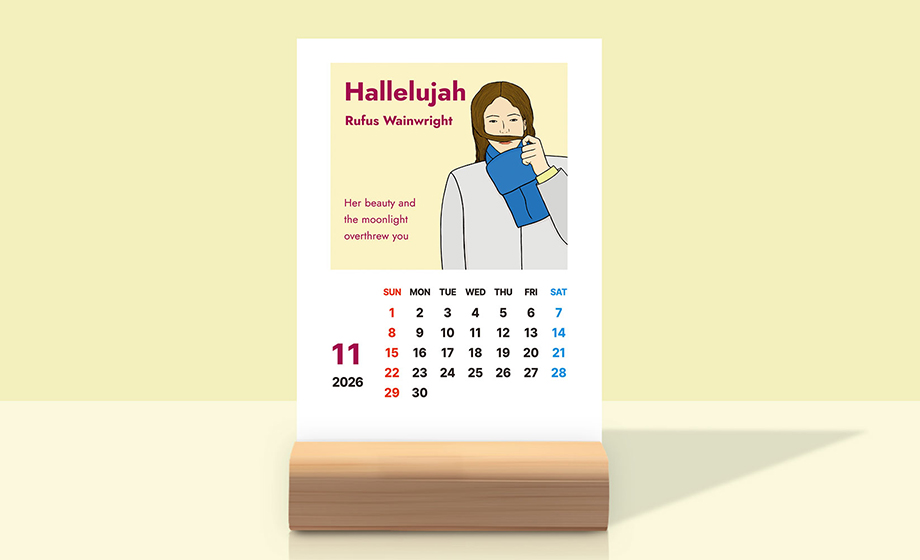 Hallelujah
Rufus Wainwright
Her beauty and
the moonlight
overthrew you
SUN MON TUE WED THU FRI SAT
1 2 3 4 5 6 7
8 9 10 11 12 13 14
15 16 17 18 19 20 21
22 23 24 25 26 27 28
29 30
11
2026